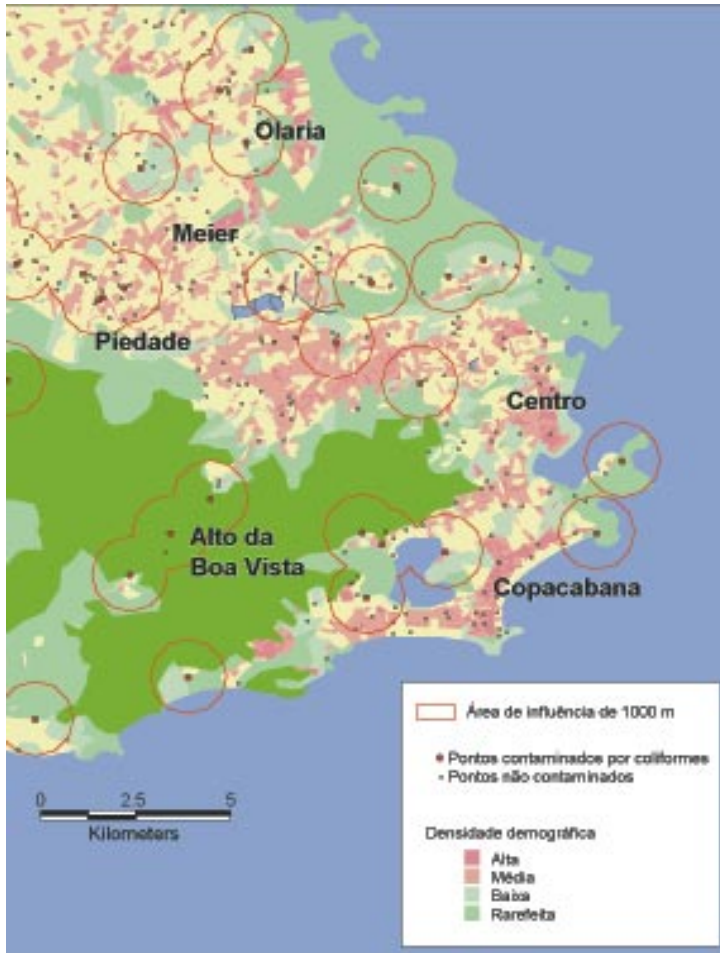 Olaria
Meier
Piedade
Centro
Alto da
Boa Vista
Copacabana
Área de influência de 1000 m
Pontos contaminados por coliformes
Pontos não contaminados
0 2.5 5
Kilometers
Densidade demográfica
Alta
Média
Baixa
Rarefeita